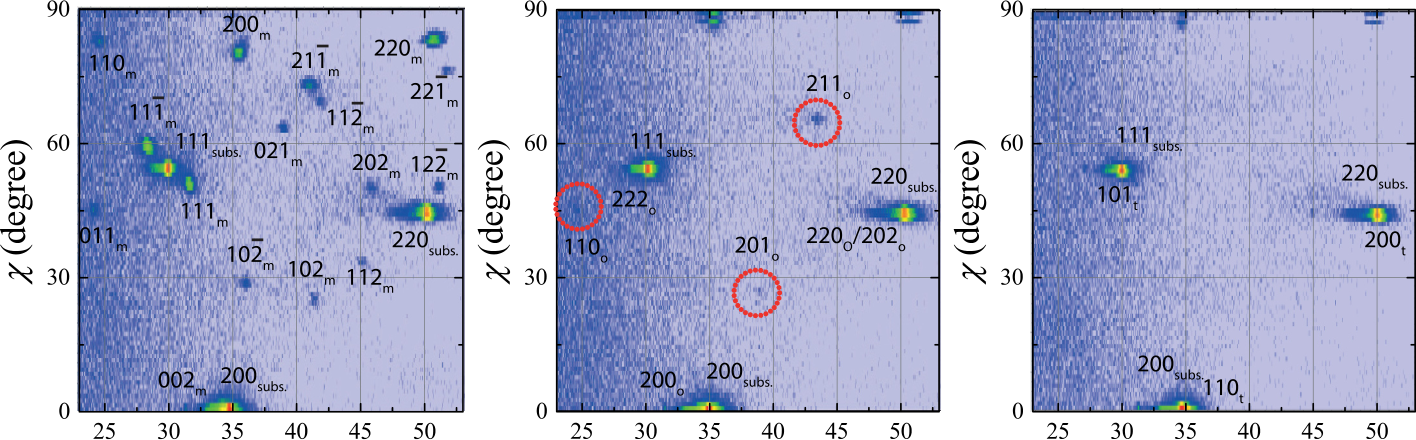 90
60
30
0
χ (degree)
25 30 35 40 45 50
200m
110m
211̅m
220m
221̅m
111̅m
111subs.
112̅m
021m
202m
122̅m
111m
011m
220subs.
102̅m
102m
112m
002m
200subs.
90
60
30
0
χ (degree)
25 30 35 40 45 50
211o
111subs.
222o
110o
220subs.
220O/202o
201o
200o
200subs.
90
60
30
0
χ (degree)
25 30 35 40 45 50
111subs.
101t
220subs.
200t
200subs.
110t